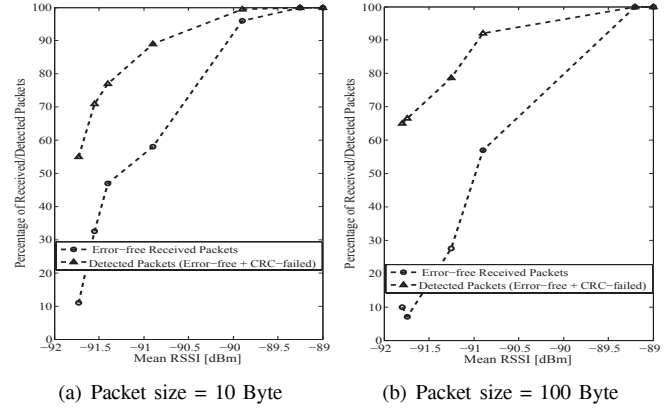 100
90
80
70
60
50
40
30
20
10
0
Percentage of Received/Detected Packets
Error−free Received Packets
Detected Packets (Error−free + CRC−failed)
−92 −91.5 −91 −90.5 −90 −89.5 −89
Mean RSSI [dBm]
(a) Packet size = 10 Byte
100
90
80
70
60
50
40
30
20
10
0
Percentage of Received/Detected Packets
Error−free Received Packets
Detected Packets (Error−free + CRC−failed)
−92 −91.5 −91 −90.5 −90 −89.5 −89
Mean RSSI [dBm]
(b) Packet size = 100 Byte